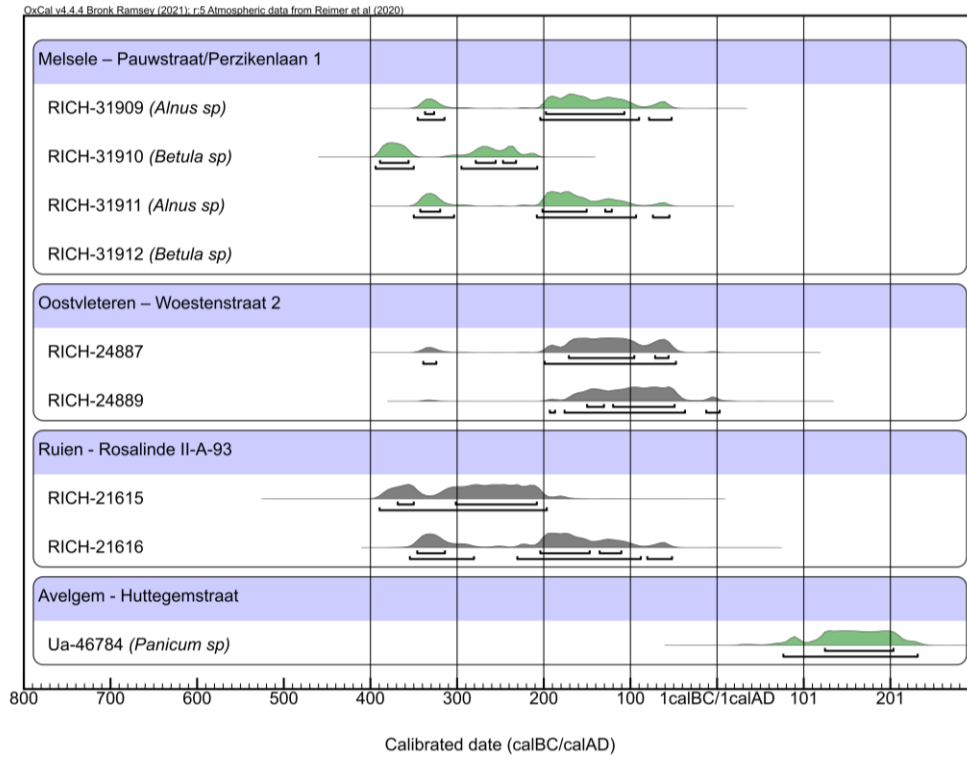 OxCal v4.4.4 Bronk Ramsey (2021); r:5 Atmospheric data from Reimer et al (2020)
Melsele – Pauwstraat/Perzikenlaan 1
RICH-31909 (Alnus sp)
RICH-31910 (Betula sp)
RICH-31911 (Alnus sp)
RICH-31912 (Betula sp)
Oostvleteren – Woestenstraat 2
RICH-24887
RICH-24889
Ruien - Rosalinde II-A-93
RICH-21615
RICH-21616
Avelgem - Huttegemstraat
Ua-46784 (Panicum sp)
800 700 600 500 400 300 200 100 1calBC/1calAD 101 201
Calibrated date (calBC/calAD)